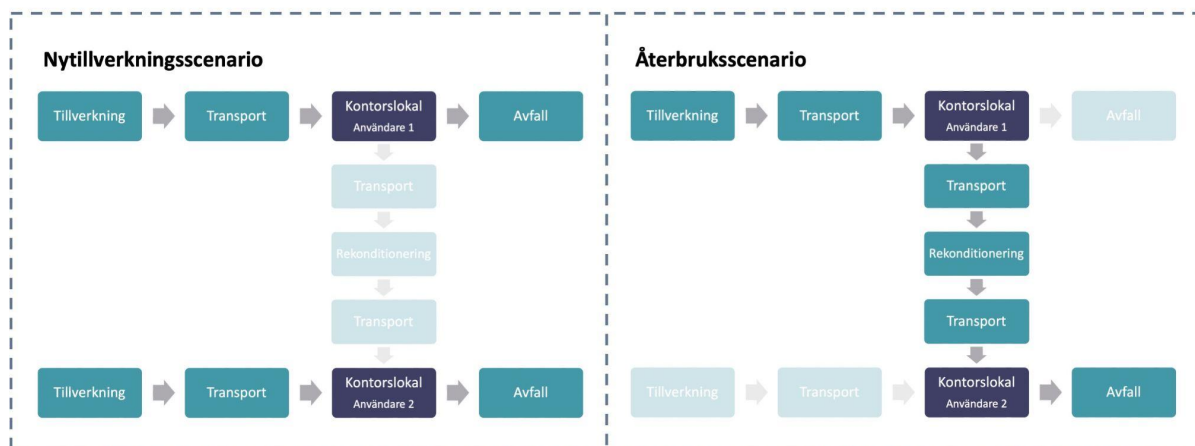 Nytillverkningsscenario
Tillverkning
Transport
Kontorslokal
Användare 1
Avfall
Transport
Rekonditionering
Transport
Tillverkning
Transport
Kontorslokal
Användare 2
Avfall
Återbruksscenario
Tillverkning
Transport
Kontorslokal
Användare 1
Avfall
Transport
Rekonditionering
Transport
Tillverkning
Transport
Kontorslokal
Användare 2
Avfall